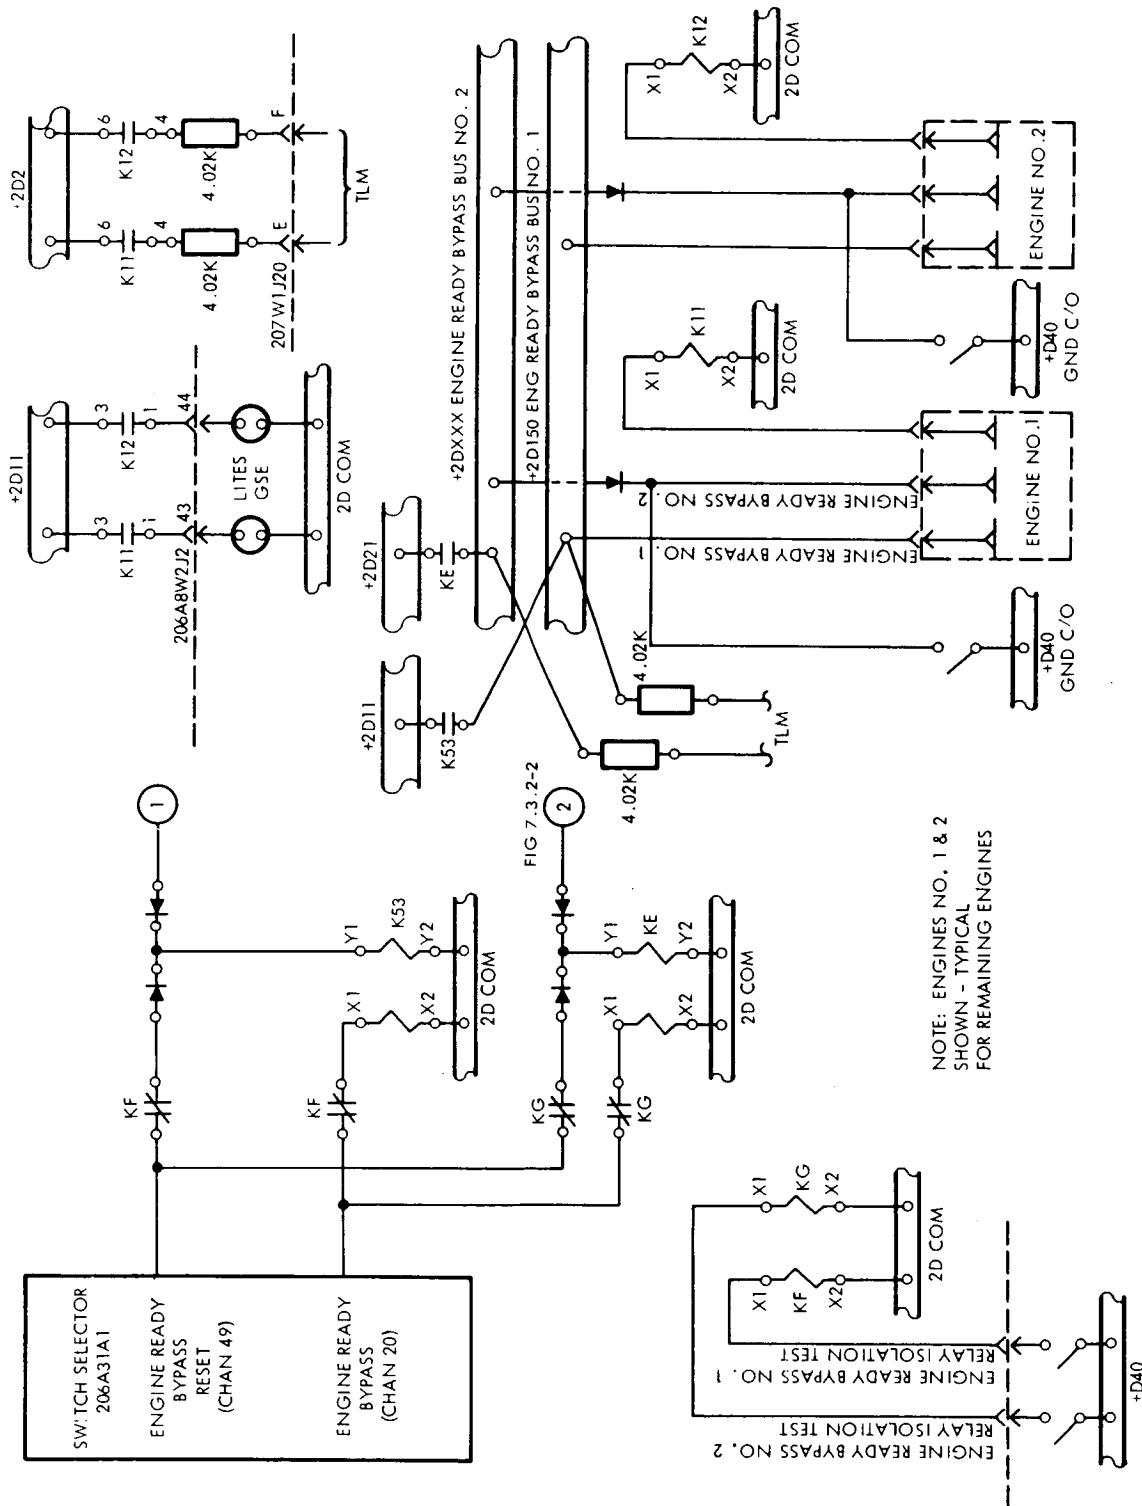 SWITCH SELECTOR
206A31A1
ENGINE READY
BYPASS
RESET
(CHAN 49)
ENGINE READY
BYPASS
(CHAN 20)
KF
KF
KG
KG
X1
X2
Y1
K53
Y2
2D COM
X1
X2
Y1
KE
Y2
2D COM
1
FIG 7.3.2-2
2
ENGINE READY BYPASS NO. 2
RELAY ISOLATION TEST
ENGINE READY BYPASS NO. 1
RELAY ISOLATION TEST
X1
KF
X2
X1
KG
X2
2D COM
+D40
NOTE: ENGINES NO. 1 & 2
SHOWN - TYPICAL
FOR REMAINING ENGINES
+2D11
K11
3
1
K12
3
1
206A8W2J2
43
44
LITES
GSE
2D COM
+2D2
K11
6
4
K12
6
4
4.02K
4.02K
207W1J20
E
F
TLM
+2D11
K53
+2D21
KE
+2DXXX ENGINE READY BYPASS BUS NO. 2
+2D150 ENG READY BYPASS BUS NO. 1
4.02K
4.02K
TLM
ENGINE READY BYPASS NO. 1
ENGINE READY BYPASS NO. 2
X1
K11
X2
2D COM
X1
K12
X2
2D COM
+D40
GND C/O
ENGINE NO.1
+D40
GND C/O
ENGINE NO.2